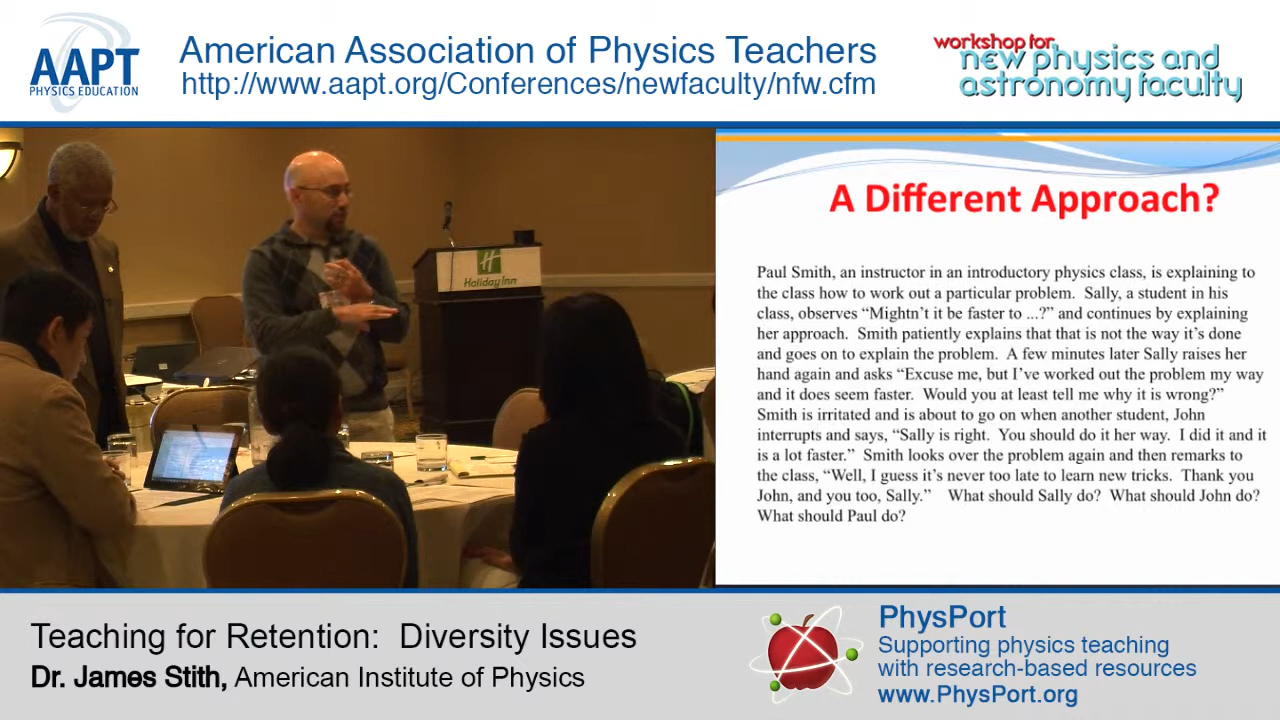 AAPT
PHYSICS EDUCATION
American Association of Physics Teachers
http://www.aapt.org/Conferences/newfaculty/nfw.cfm
workshop for
new physics and
astronomy faculty
H
Holiday Inn
A Different Approach?
Paul Smith, an instructor in an introductory physics class, is explaining to
the class how to work out a particular problem. Sally, a student in his
class, observes “Mightn’t it be faster to ...?” and continues by explaining
her approach. Smith patiently explains that that is not the way it’s done
and goes on to explain the problem. A few minutes later Sally raises her
hand again and asks “Excuse me, but I’ve worked out the problem my way
and it does seem faster. Would you at least tell me why it is wrong?”
Smith is irritated and is about to go on when another student, John
interrupts and says, “Sally is right. You should do it her way. I did it and it
is a lot faster.” Smith looks over the problem again and then remarks to
the class, “Well, I guess it’s never too late to learn new tricks. Thank you
John, and you too, Sally.” What should Sally do? What should John do?
What should Paul do?
Teaching for Retention: Diversity Issues
Dr. James Stith, American Institute of Physics
PhysPort
Supporting physics teaching
with research-based resources
www.PhysPort.org